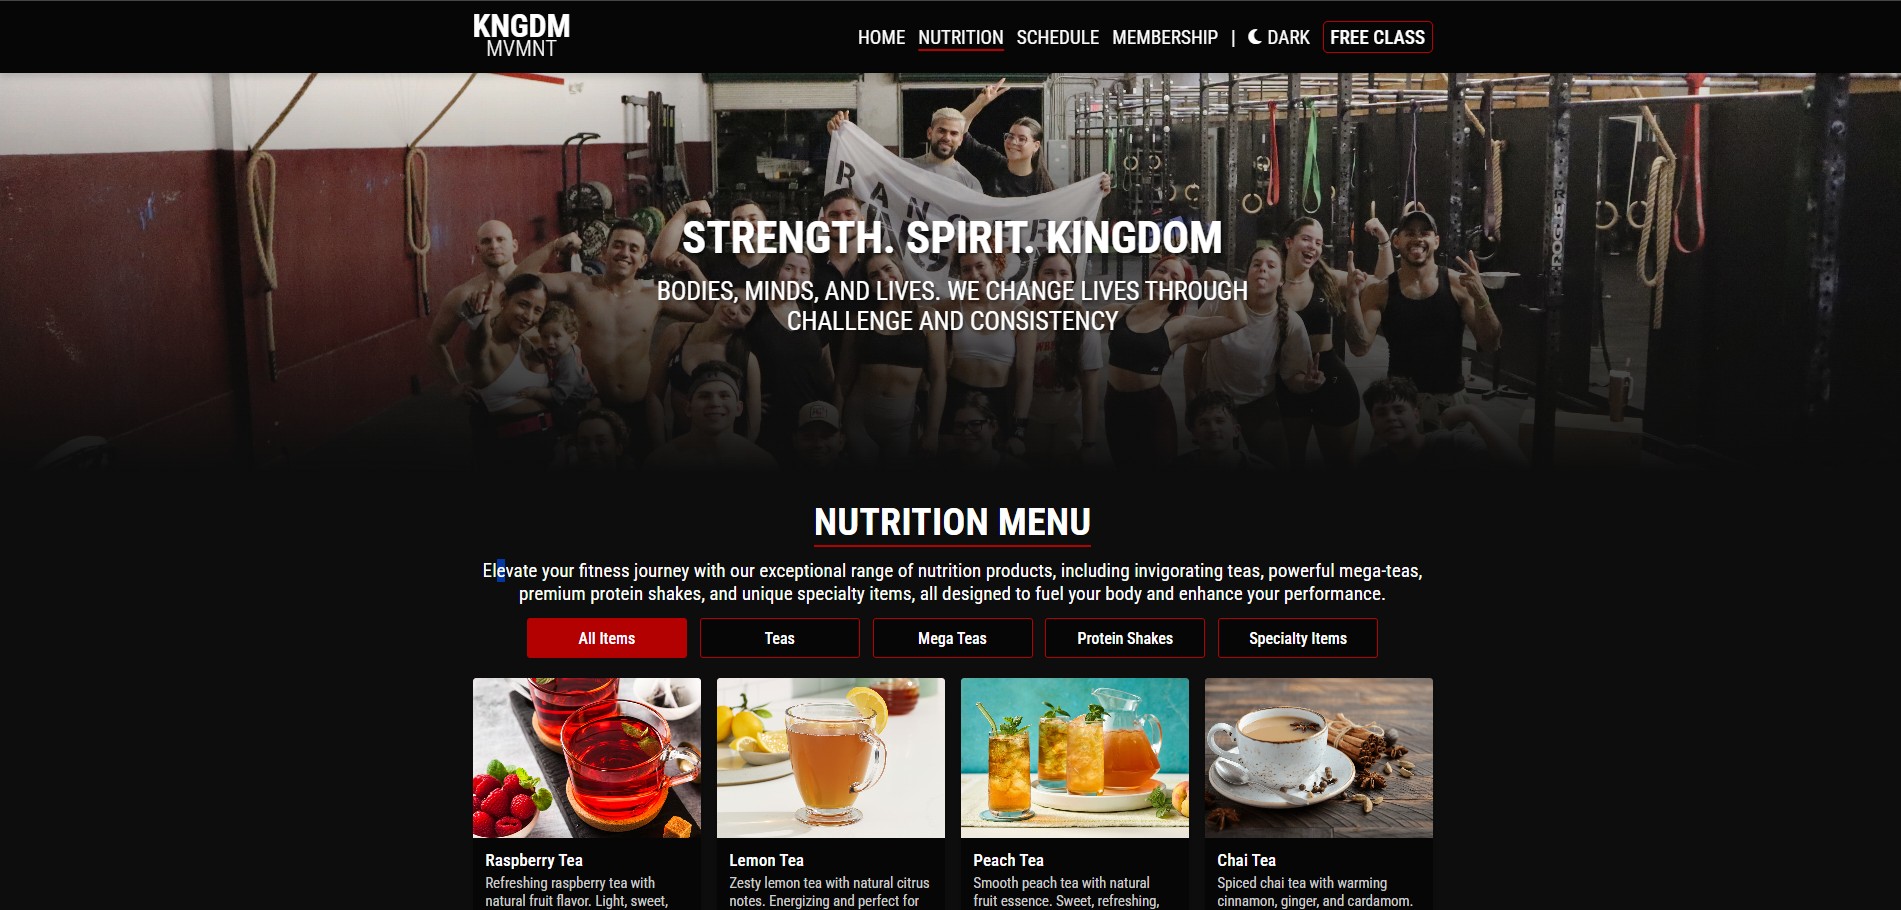 KNGDM
MVMNT
HOME NUTRITION SCHEDULE MEMBERSHIP | DARK FREE CLASS
STRENGTH. SPIRIT. KINGDOM
BODIES, MINDS, AND LIVES. WE CHANGE LIVES THROUGH
CHALLENGE AND CONSISTENCY
ROGUE
NUTRITION MENU
Elevate your fitness journey with our exceptional range of nutrition products, including invigorating teas, powerful mega-teas,
premium protein shakes, and unique specialty items, all designed to fuel your body and enhance your performance.
All Items Teas Mega Teas Protein Shakes Specialty Items
Raspberry Tea
Refreshing raspberry tea with
natural fruit flavor. Light, sweet,
Lemon Tea
Zesty lemon tea with natural citrus
notes. Energizing and perfect for
Peach Tea
Smooth peach tea with natural
fruit essence. Sweet, refreshing,
Chai Tea
Spiced chai tea with warming
cinnamon, ginger, and cardamom.